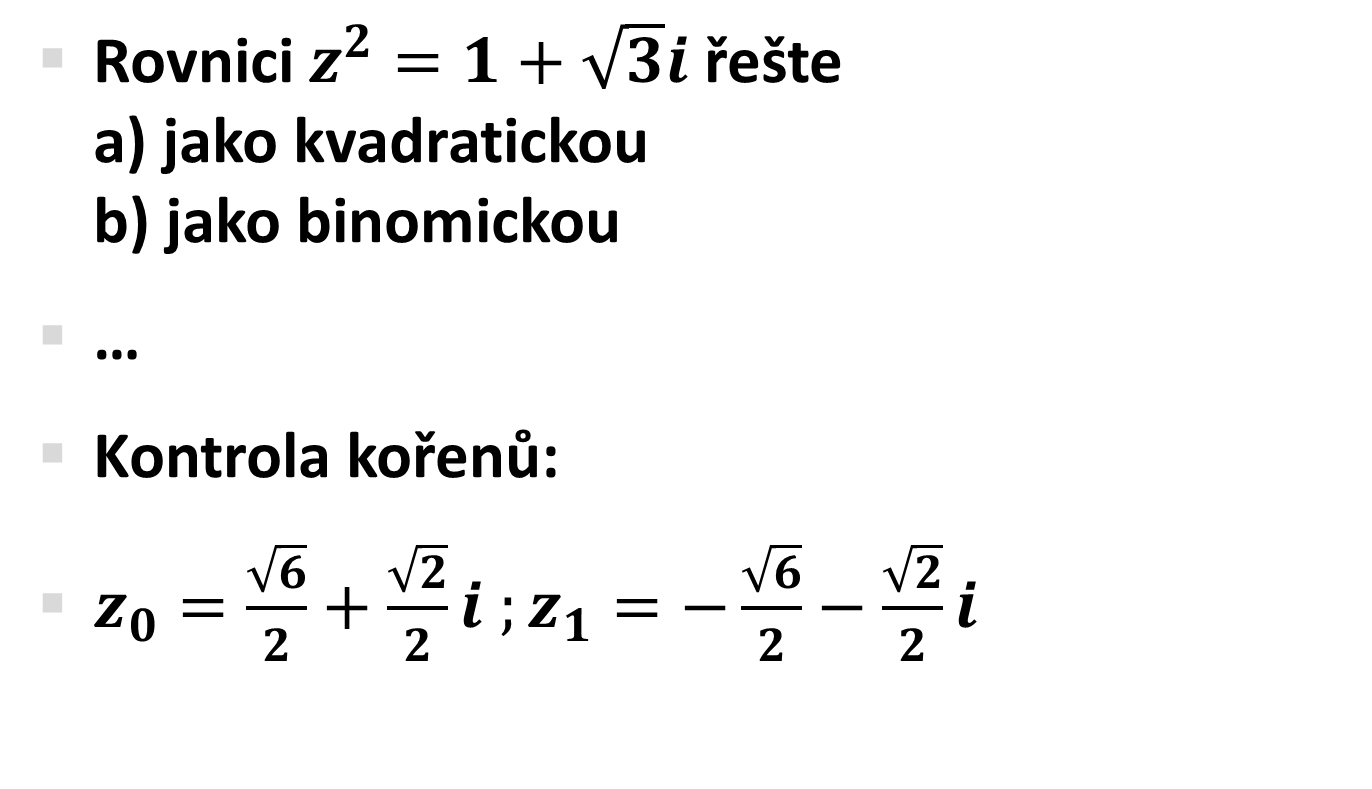 Rovnici z² = 1 + √3i řešte
a) jako kvadratickou
b) jako binomickou
...
Kontrola kořenů:
z₀ = √6/2 + √2/2 i ; z₁ = − √6/2 − √2/2 i